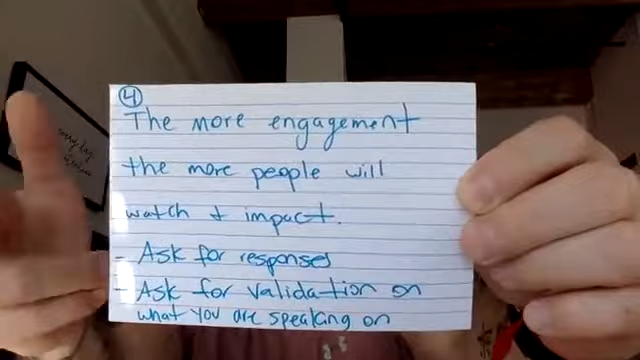 ④
The more engagement
the more people will
watch + impact.
- Ask for responses
- Ask for validation on
what you are speaking on
everyday